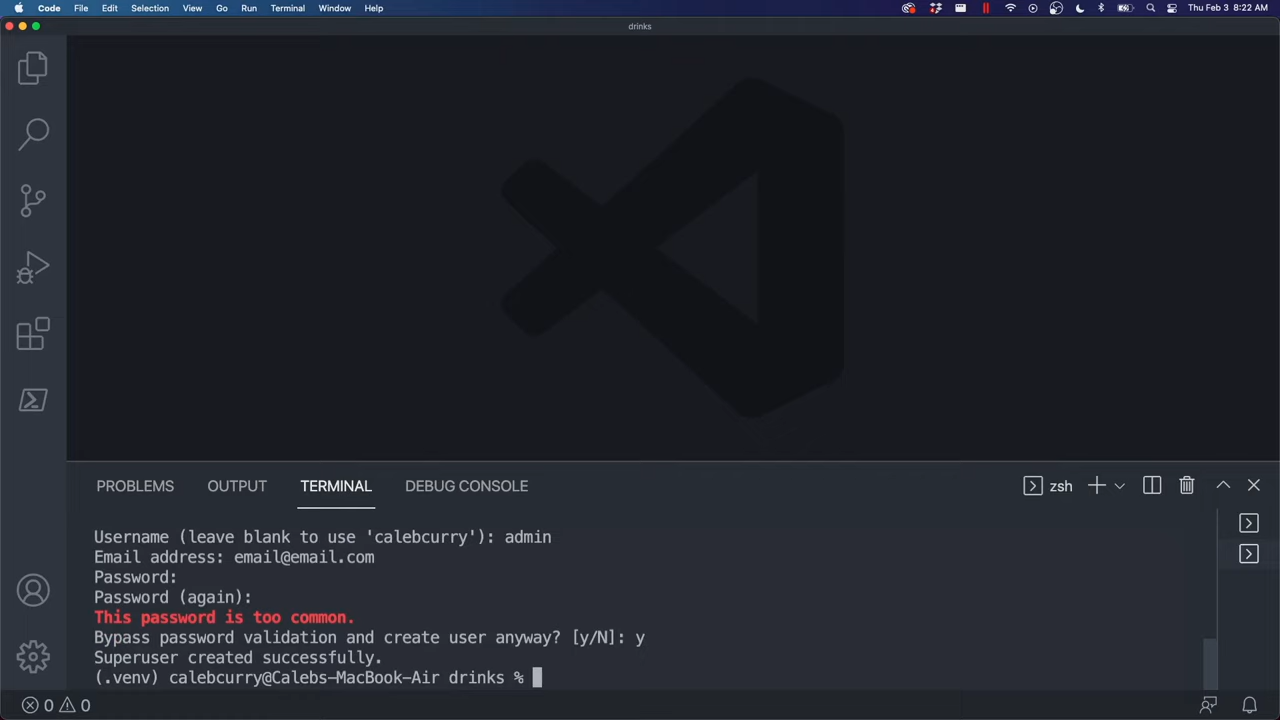 Code File Edit Selection View Go Run Terminal Window Help Thu Feb 3 8:22 AM
drinks
PROBLEMS OUTPUT TERMINAL DEBUG CONSOLE zsh
Username (leave blank to use 'calebcurry'): admin
Email address: email@email.com
Password:
Password (again):
This password is too common.
Bypass password validation and create user anyway? [y/N]: y
Superuser created successfully.
(.venv) calebcurry@Calebs-MacBook-Air drinks %
0 0